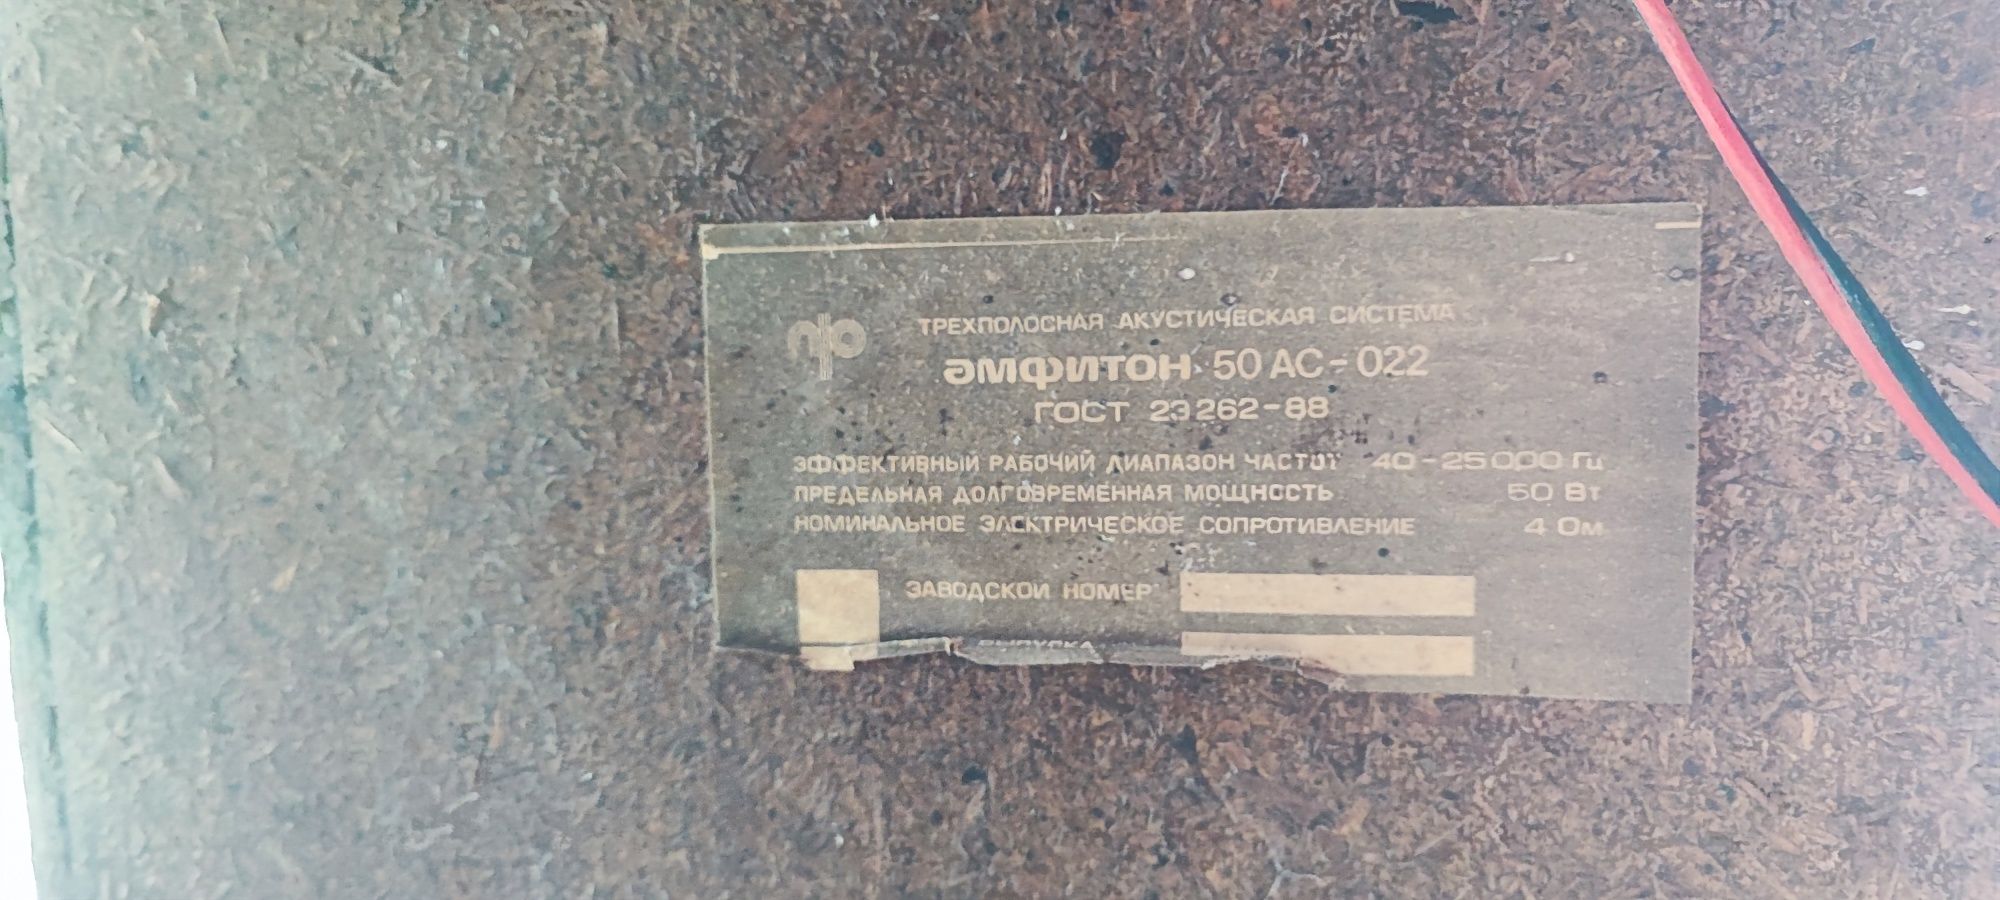 ТРЕХПОЛОСНАЯ АКУСТИЧЕСКАЯ СИСТЕМА
амфитон 50 АС-022
ГОСТ 23262-88
ЭФФЕКТИВНЫЙ РАБОЧИЙ ДИАПАЗОН ЧАСТОТ 40-25000 Гц
ПРЕДЕЛЬНАЯ ДОЛГОВРЕМЕННАЯ МОЩНОСТЬ 50 Вт
НОМИНАЛЬНОЕ ЭЛЕКТРИЧЕСКОЕ СОПРОТИВЛЕНИЕ 4 Ом
ЗАВОДСКОЙ НОМЕР